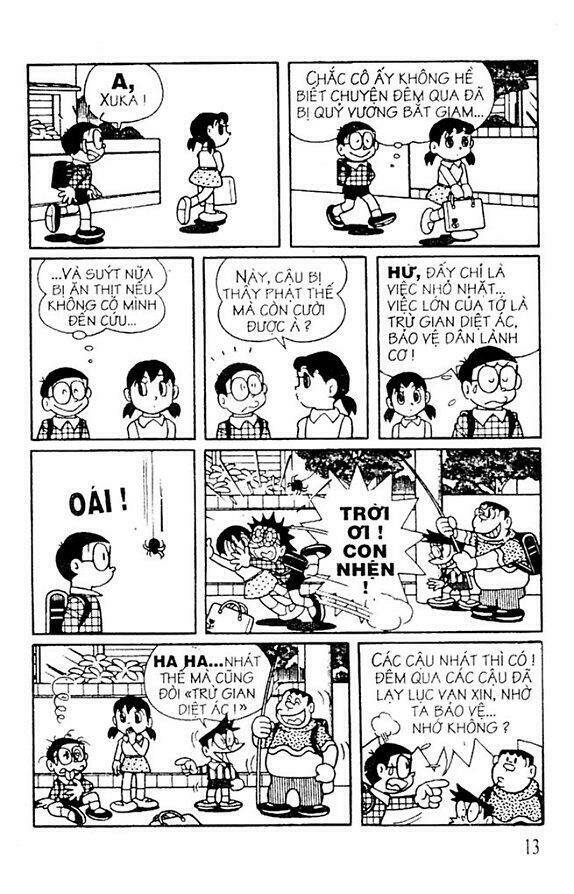 A,
XUKA !
CHẮC CÔ ẤY KHÔNG HỀ
BIẾT CHUYỆN ĐÊM QUA ĐÃ
BỊ QUỶ VƯƠNG BẮT GIAM...
...VÀ SUÝT NỮA
BỊ ĂN THỊT NẾU
KHÔNG CÓ MÌNH
ĐẾN CỨU...
NÀY, CẬU BỊ
THẦY PHẠT THẾ
MÀ CÒN CƯỜI
ĐƯỢC À ?
HỨ, ĐẤY CHỈ LÀ
VIỆC NHỎ NHẶT...
VIỆC LỚN CỦA TỚ LÀ
TRỪ GIAN DIỆT ÁC,
BẢO VỆ DÂN LÀNH
CƠ !
OÁI !
TRỜI
ƠI !
CON
NHỆN
!
HA HA...NHÁT
THẾ MÀ CŨNG
ĐÒI «TRỪ GIAN
DIỆT ÁC !»
CÁC CẬU NHÁT THÌ CÓ !
ĐÊM QUA CÁC CẬU ĐÃ
LẠY LỤC VAN XIN, NHỜ
TA BẢO VỆ...
NHỚ KHÔNG ?
13